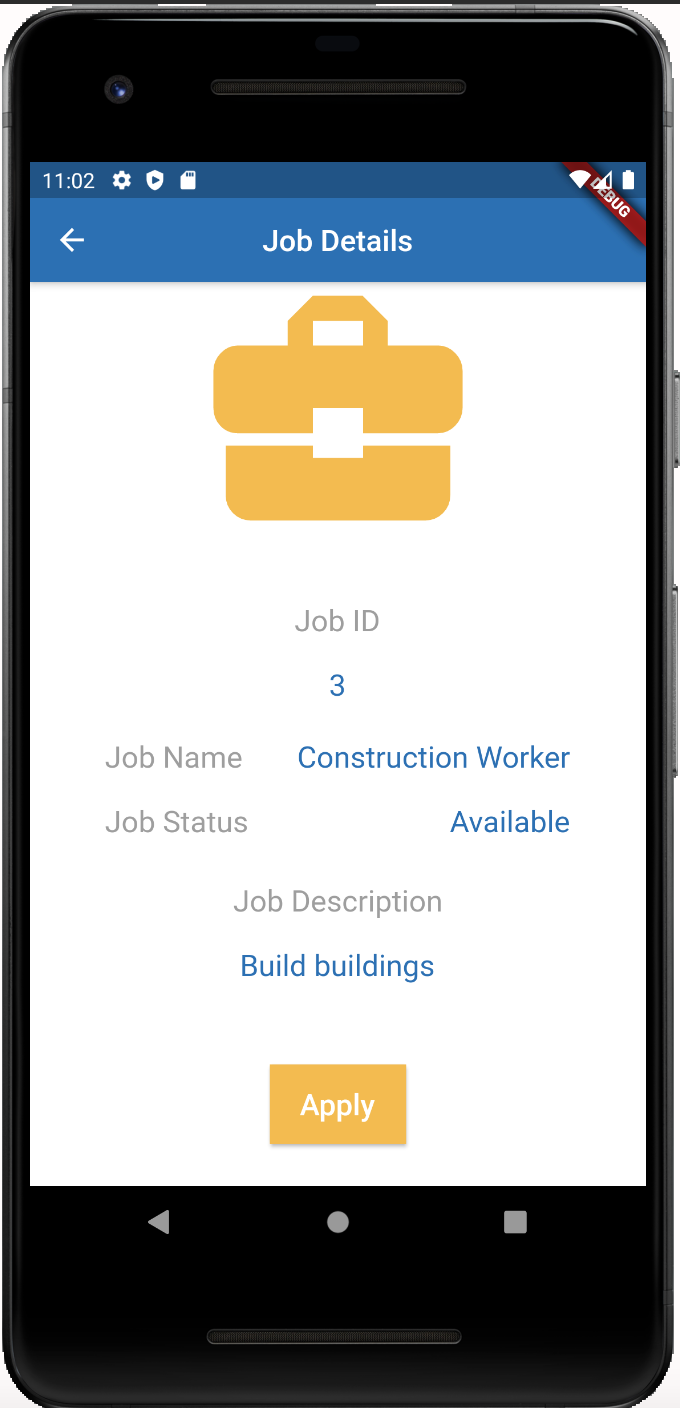 11:02
DEBUG
Job Details
Job ID
3
Job Name Construction Worker
Job Status Available
Job Description
Build buildings
Apply